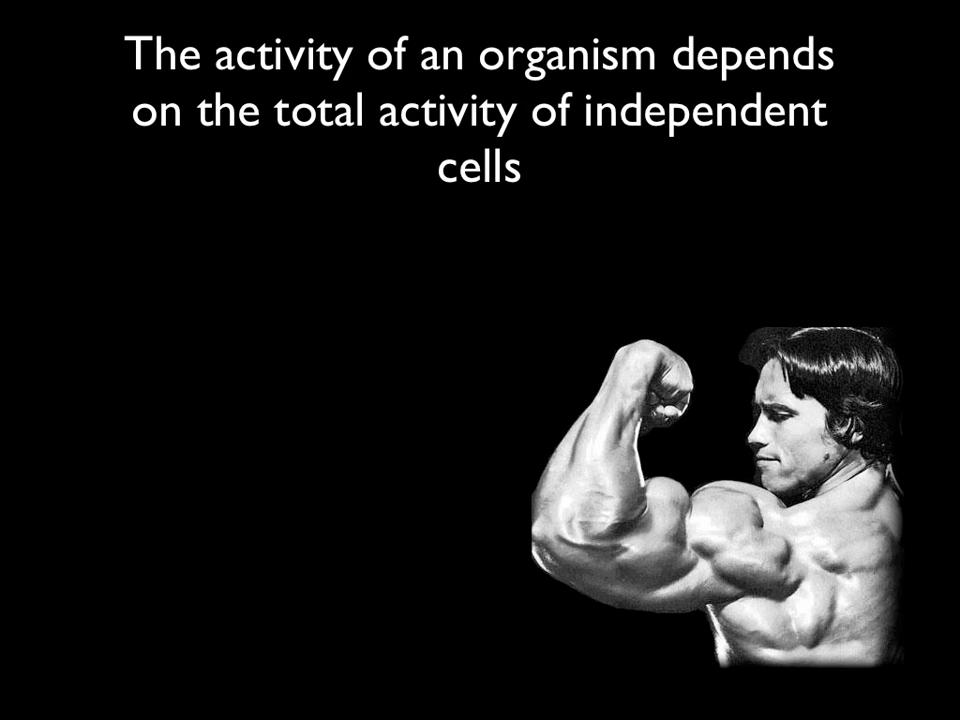 The activity of an organism depends
on the total activity of independent
cells